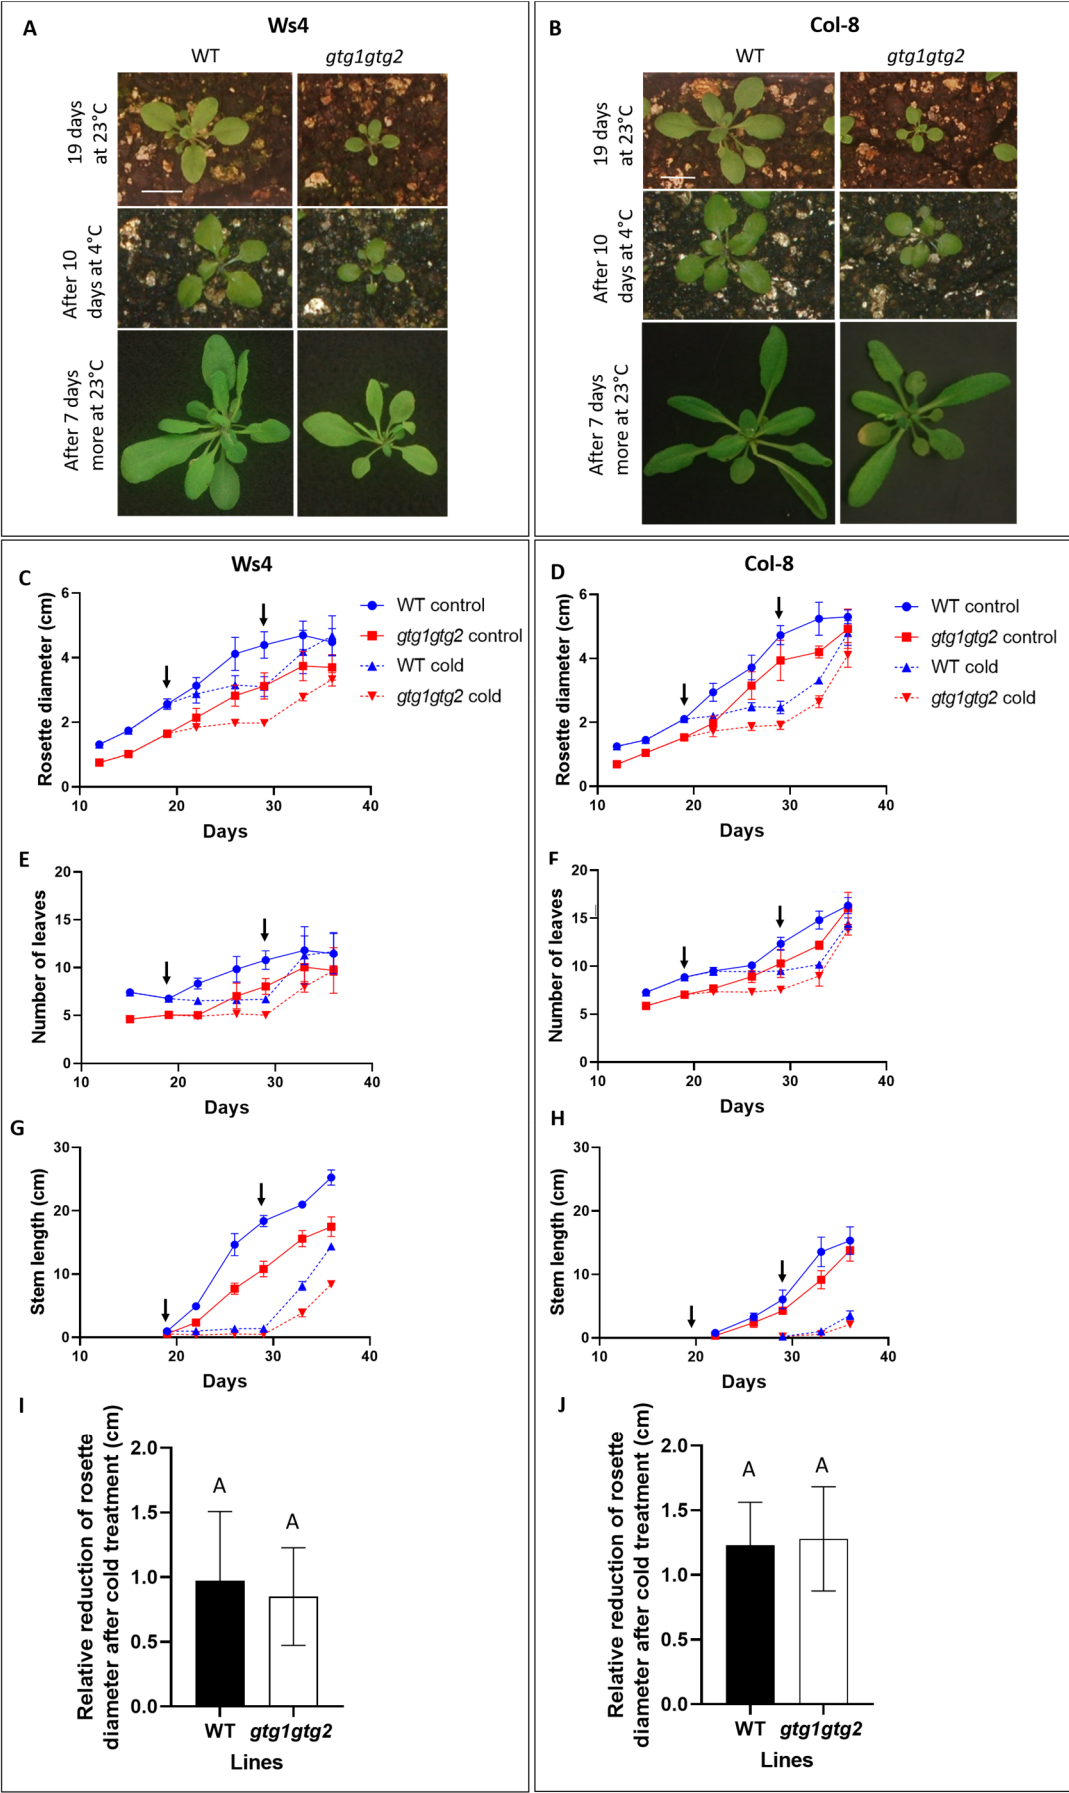 A
Ws4
WT
gtg1gtg2
19 days
at 23°C
After 10
days at 4°C
After 7 days
more at 23°C
B
Col-8
WT
gtg1gtg2
19 days
at 23°C
After 10
days at 4°C
After 7 days
more at 23°C
Ws4
C
Rosette diameter (cm)
6
4
2
0
10
20
30
40
Days
WT control
gtg1gtg2 control
WT cold
gtg1gtg2 cold
Col-8
D
Rosette diameter (cm)
6
4
2
0
10
20
30
40
Days
WT control
gtg1gtg2 control
WT cold
gtg1gtg2 cold
E
Number of leaves
20
15
10
5
0
10
20
30
40
Days
F
Number of leaves
20
15
10
5
0
10
20
30
40
Days
G
Stem length (cm)
30
20
10
0
10
20
30
40
Days
H
Stem length (cm)
30
20
10
0
10
20
30
40
Days
I
Relative reduction of rosette
diameter after cold treatment (cm)
2.0
1.5
1.0
0.5
0.0
A
A
WT
gtg1gtg2
Lines
J
Relative reduction of rosette
diameter after cold treatment (cm)
2.0
1.5
1.0
0.5
0.0
A
A
WT
gtg1gtg2
Lines